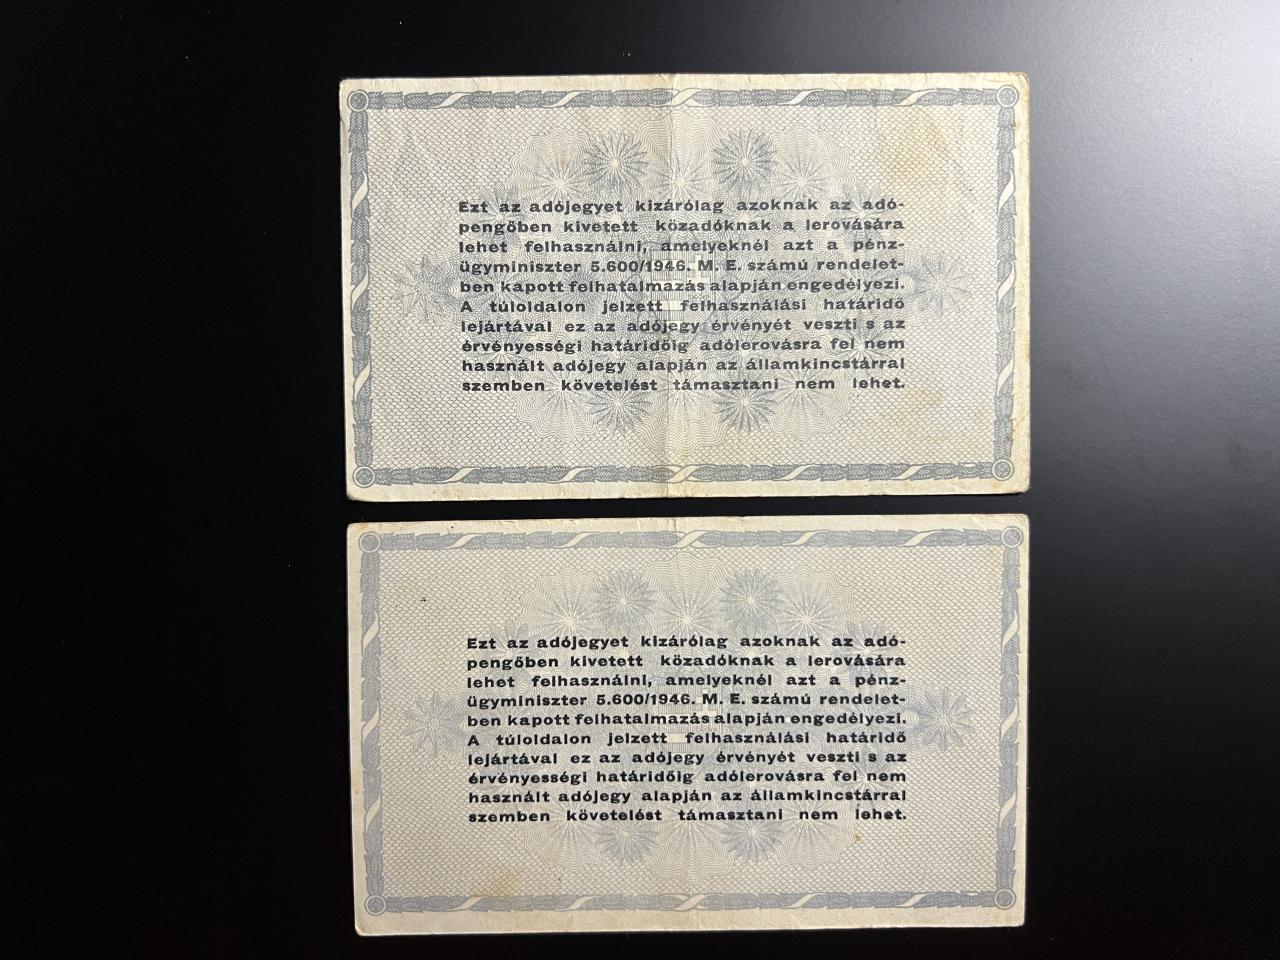 Ezt az adójegyet kizárólag azoknak az adó-
pengőben kivetett közadóknak a lerovására
lehet felhasználni, amelyeknél azt a pénz-
ügyminiszter 5.600/1946. M. E. számú rendelet-
ben kapott felhatalmazás alapján engedélyezi.
A túloldalon jelzett felhasználási határidő
lejártával ez az adójegy érvényét veszti s az
érvényességi határidőig adólerovásra fel nem
használt adójegy alapján az államkincstárral
szemben követelést támasztani nem lehet.
Ezt az adójegyet kizárólag azoknak az adó-
pengőben kivetett közadóknak a lerovására
lehet felhasználni, amelyeknél azt a pénz-
ügyminiszter 5.600/1946. M. E. számú rendelet-
ben kapott felhatalmazás alapján engedélyezi.
A túloldalon jelzett felhasználási határidő
lejártával ez az adójegy érvényét veszti s az
érvényességi határidőig adólerovásra fel nem
használt adójegy alapján az államkincstárral
szemben követelést támasztani nem lehet.